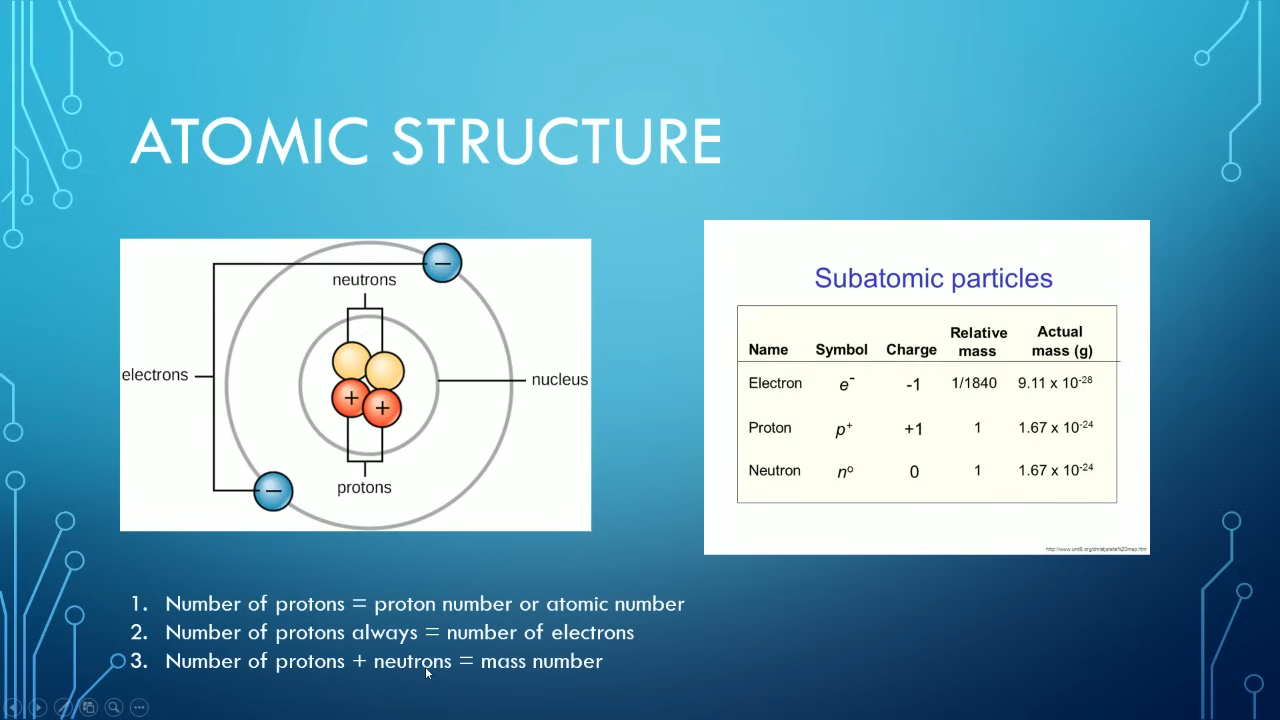 ATOMIC STRUCTURE
neutrons
electrons
nucleus
protons
Subatomic particles
Name Symbol Charge Relative mass Actual mass (g)
Electron e⁻ -1 1/1840 9.11 x 10⁻²⁸
Proton p⁺ +1 1 1.67 x 10⁻²⁴
Neutron n⁰ 0 1 1.67 x 10⁻²⁴
1. Number of protons = proton number or atomic number
2. Number of protons always = number of electrons
3. Number of protons + neutrons = mass number